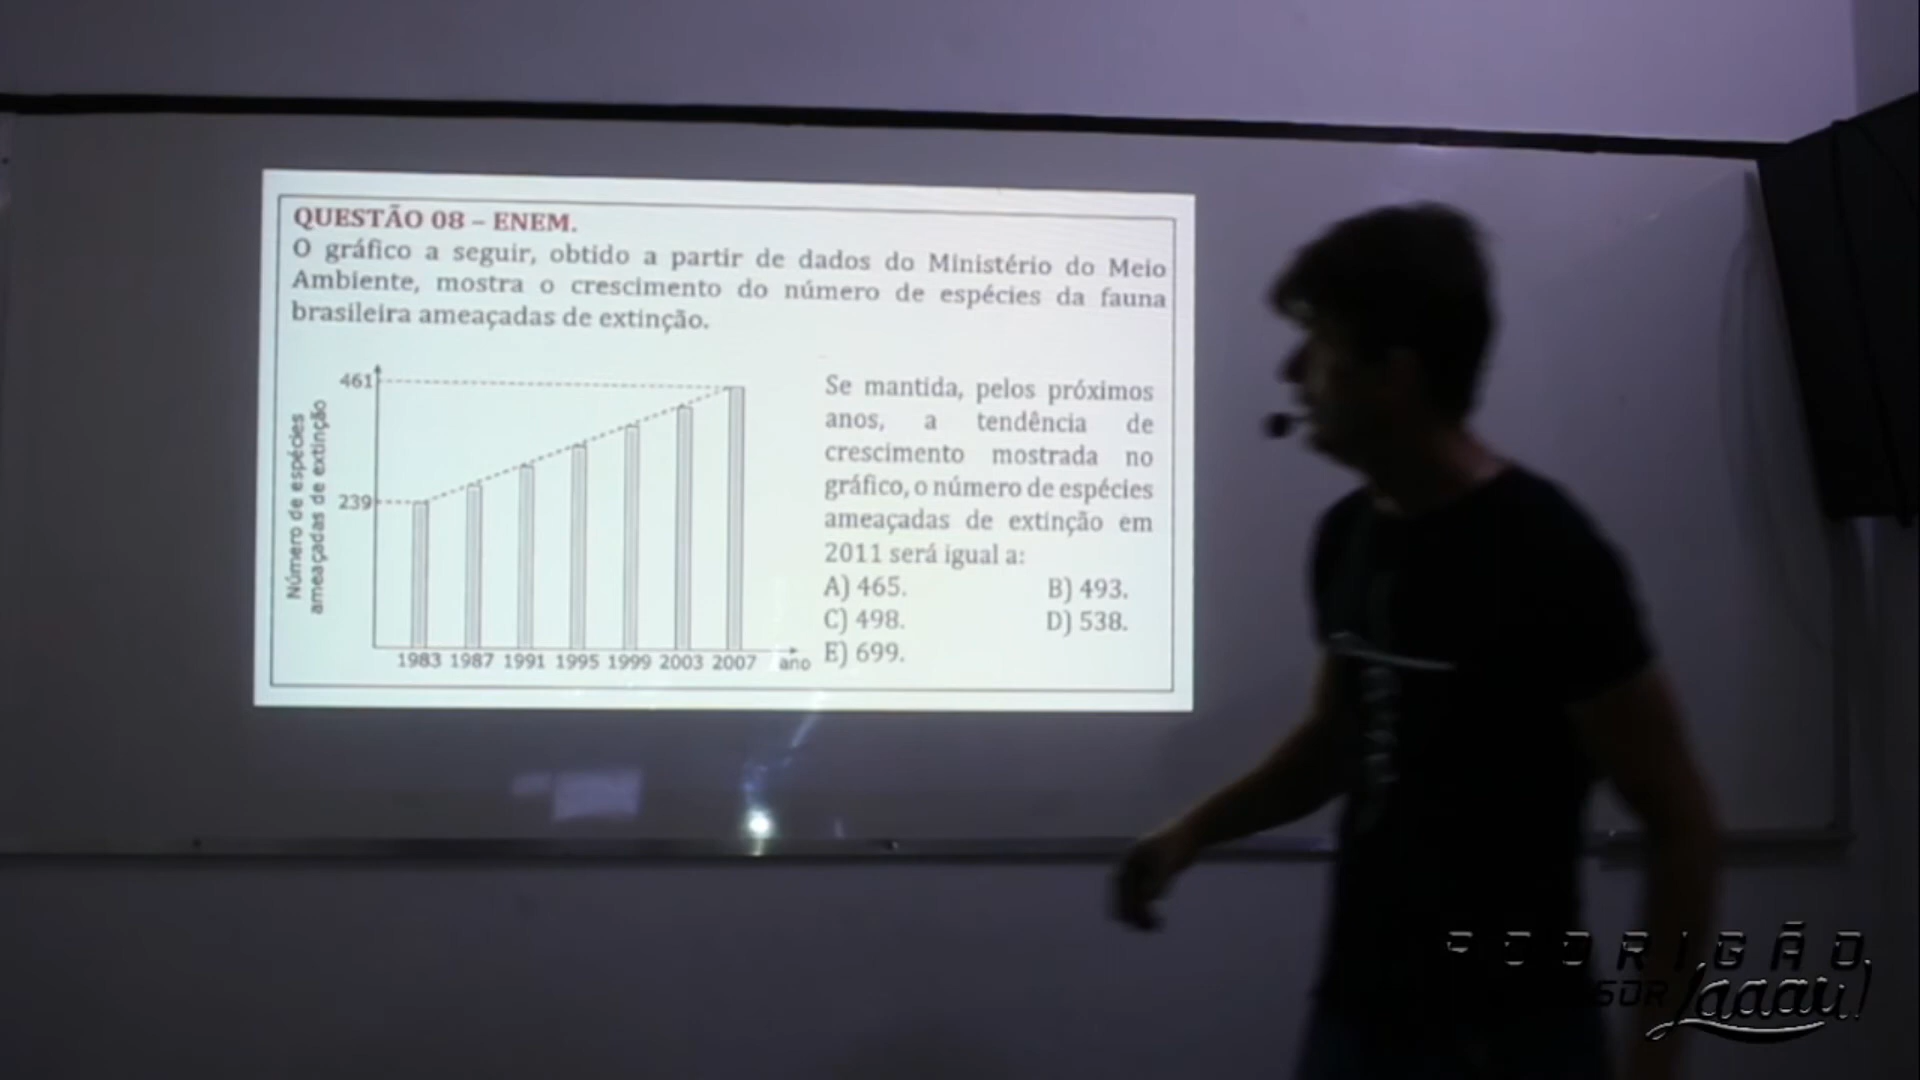 QUESTÃO 08 – ENEM.
O gráfico a seguir, obtido a partir de dados do Ministério do Meio
Ambiente, mostra o crescimento do número de espécies da fauna
brasileira ameaçadas de extinção.
Número de espécies
ameaçadas de extinção
461
239
1983 1987 1991 1995 1999 2003 2007 ano
Se mantida, pelos próximos
anos, a tendência de
crescimento mostrada no
gráfico, o número de espécies
ameaçadas de extinção em
2011 será igual a:
A) 465. B) 493.
C) 498. D) 538.
E) 699.
RODRIGÃO
Laaau!